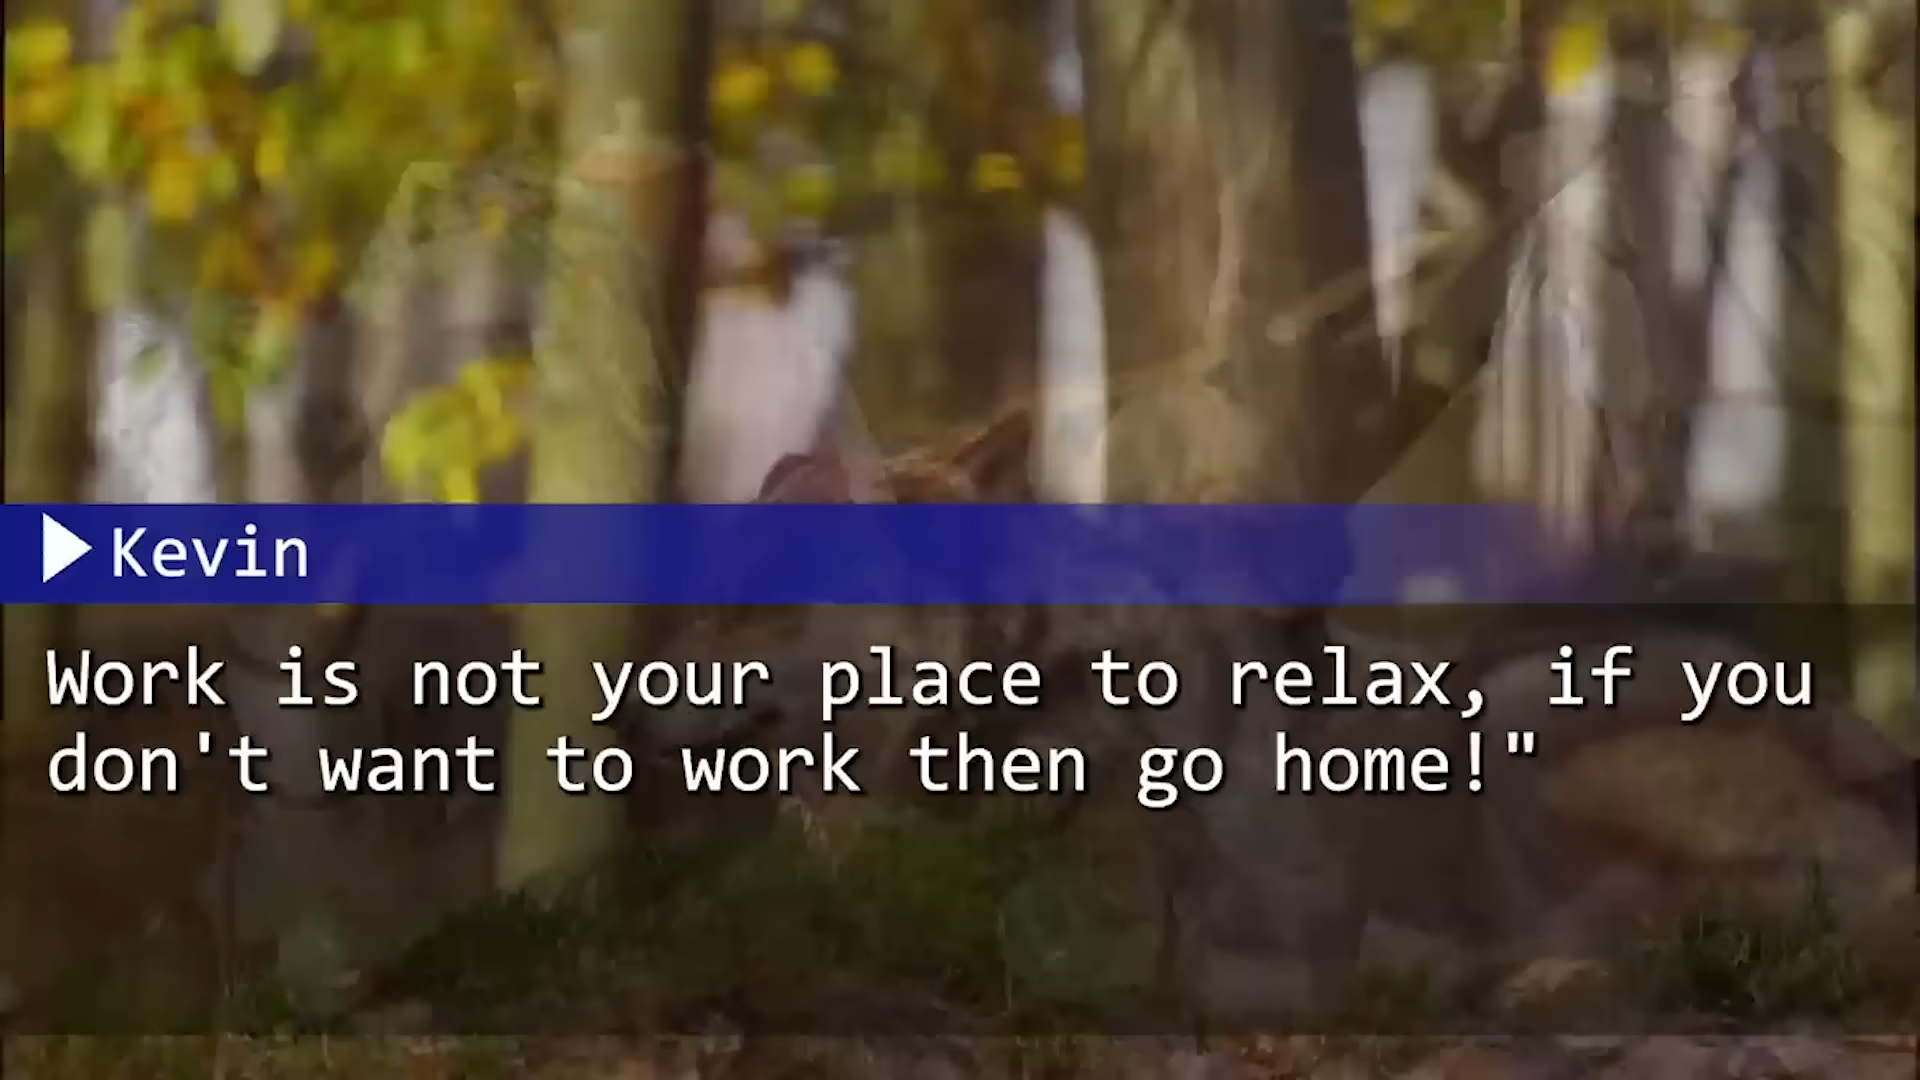 Kevin
Work is not your place to relax, if you
don't want to work then go home!"